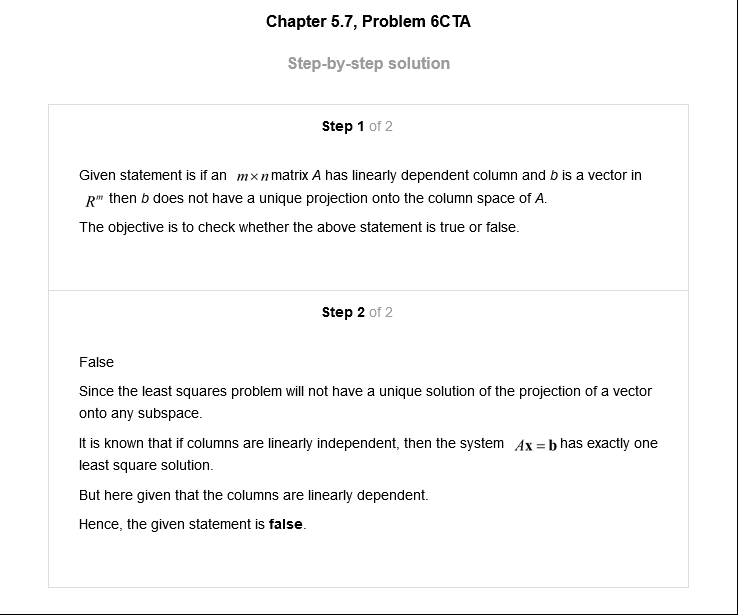 Chapter 5.7, Problem 6CTA
Step-by-step solution
Step 1 of 2
Given statement is if an m×n matrix A has linearly dependent column and b is a vector in
Rᵐ then b does not have a unique projection onto the column space of A.
The objective is to check whether the above statement is true or false.
Step 2 of 2
False
Since the least squares problem will not have a unique solution of the projection of a vector
onto any subspace.
It is known that if columns are linearly independent, then the system Ax = b has exactly one
least square solution.
But here given that the columns are linearly dependent.
Hence, the given statement is false.